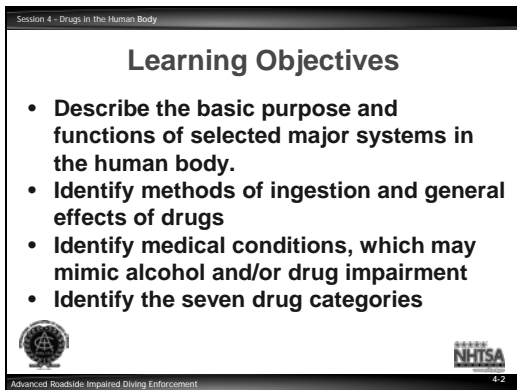 Session 4 - Drugs in the Human Body
Learning Objectives
• Describe the basic purpose and
functions of selected major systems in
the human body.
• Identify methods of ingestion and general
effects of drugs
• Identify medical conditions, which may
mimic alcohol and/or drug impairment
• Identify the seven drug categories
NHTSA
Advanced Roadside Impaired Diving Enforcement
4-2